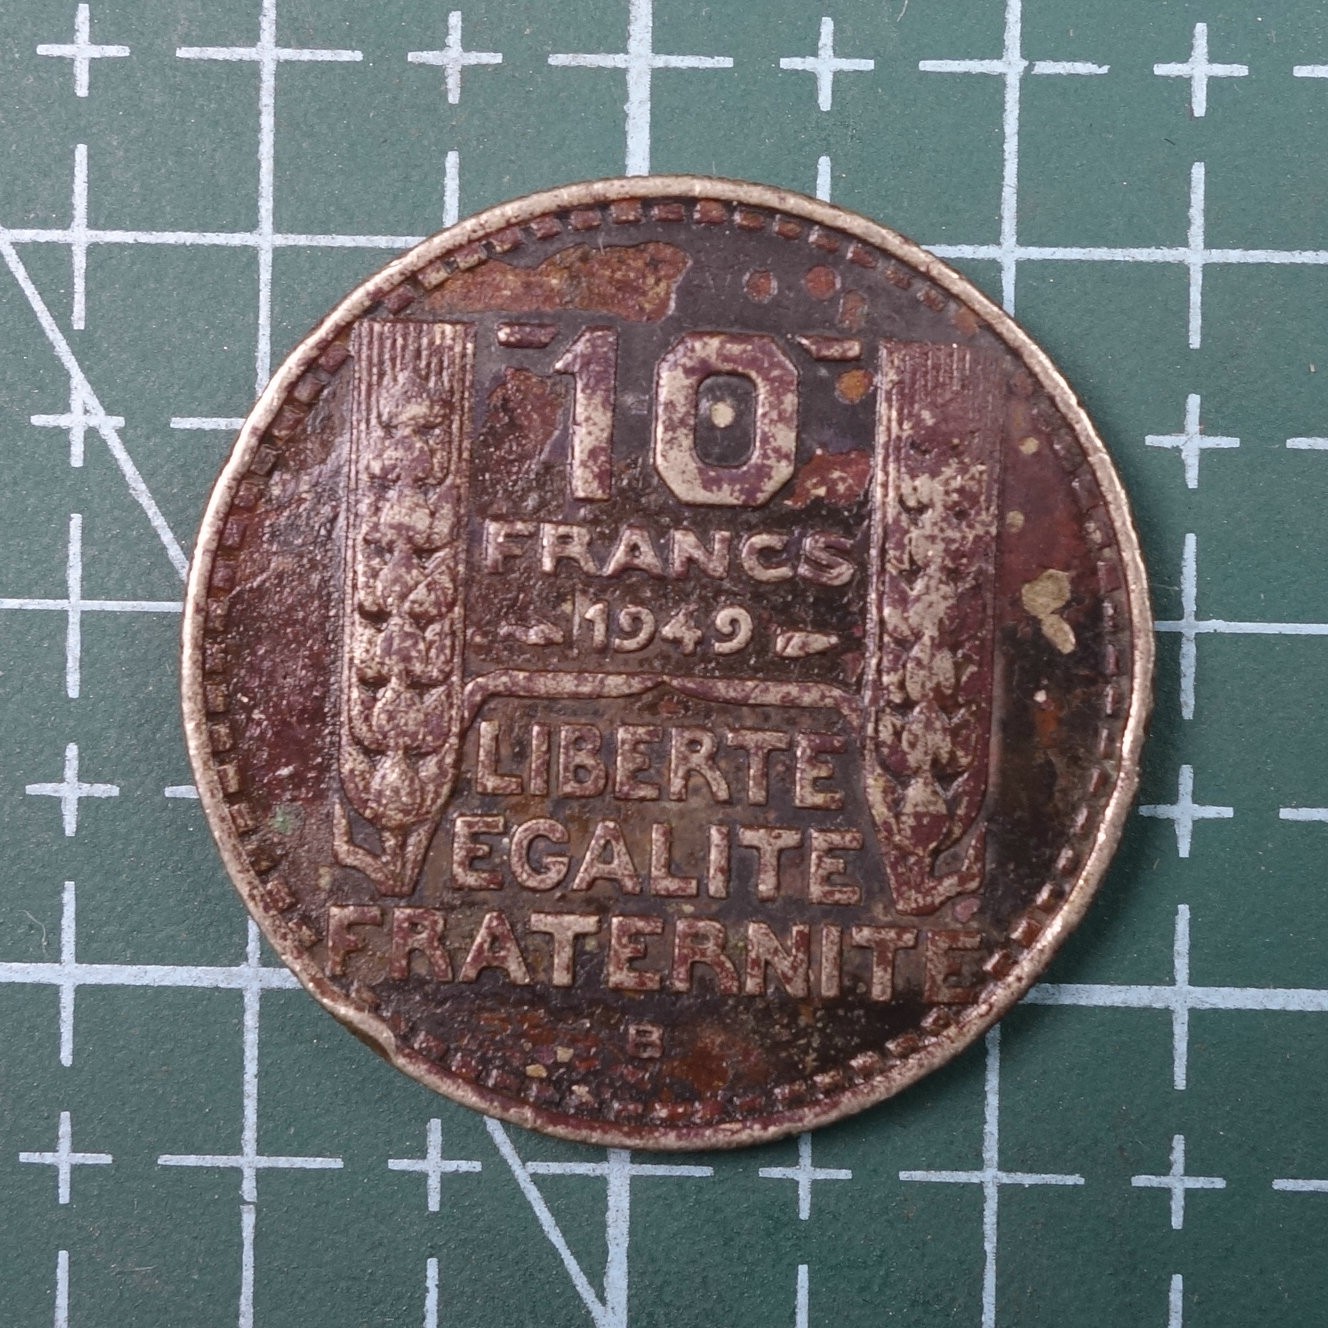 10
FRANCS
1949
LIBERTE
EGALITE
FRATERNITE
B